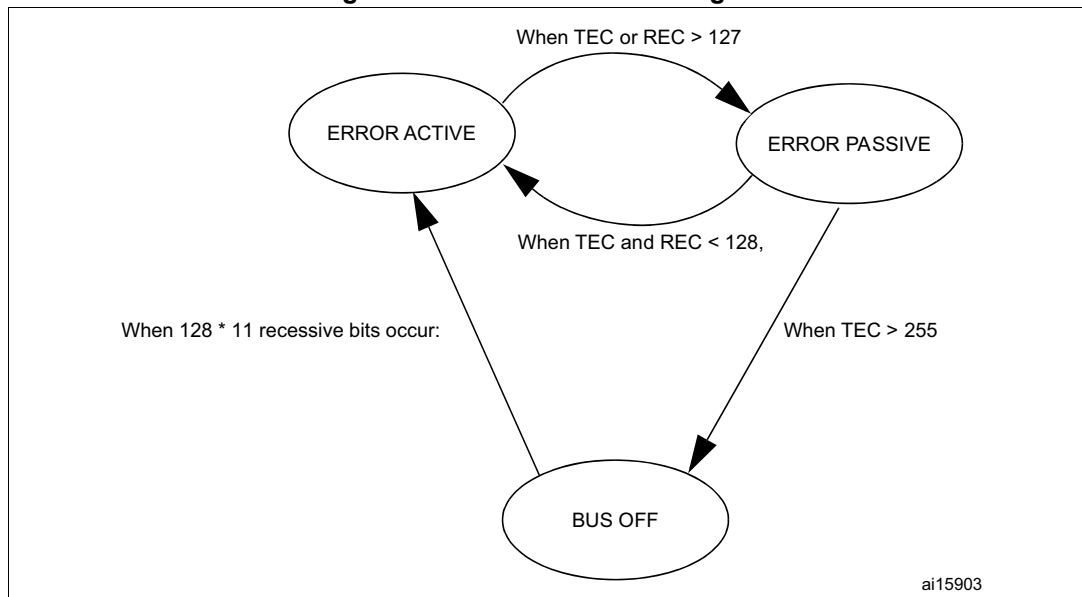 When TEC or REC > 127
ERROR ACTIVE
ERROR PASSIVE
When TEC and REC < 128,
When 128 * 11 recessive bits occur:
When TEC > 255
BUS OFF
ai15903